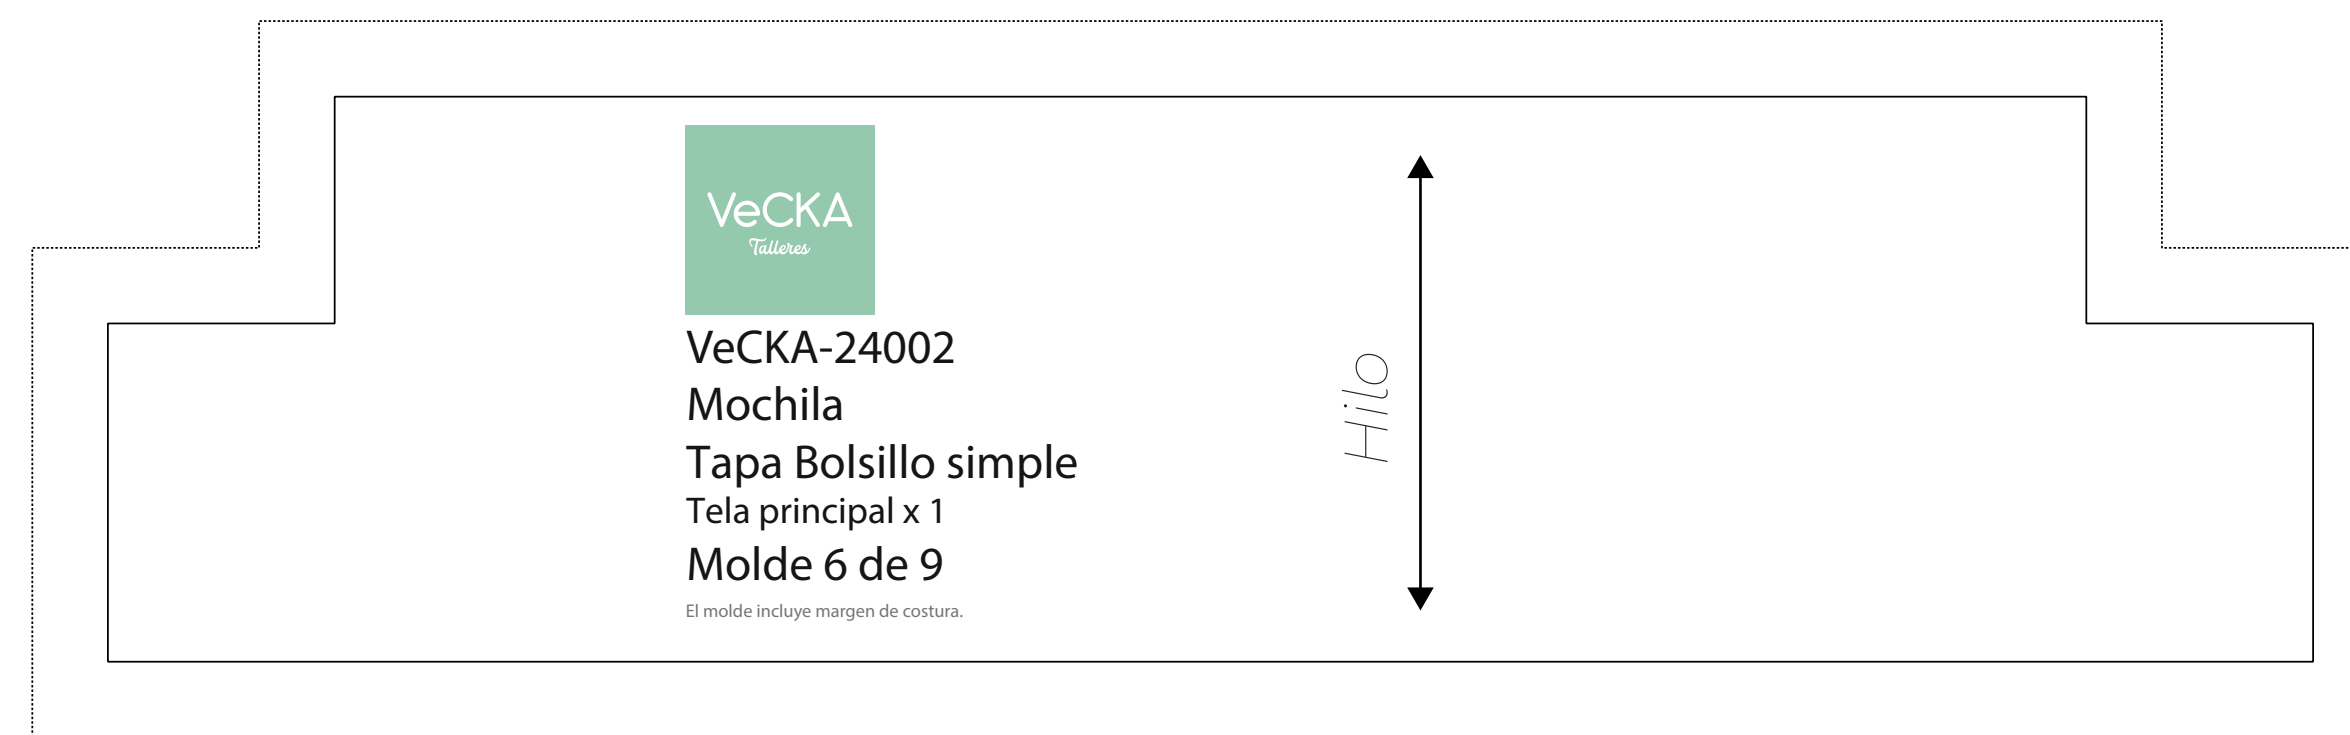 VeCKA
Talleres
VeCKA-24002
Mochila
Tapa Bolsillo simple
Tela principal x 1
Molde 6 de 9
El molde incluye margen de costura.
Hilo